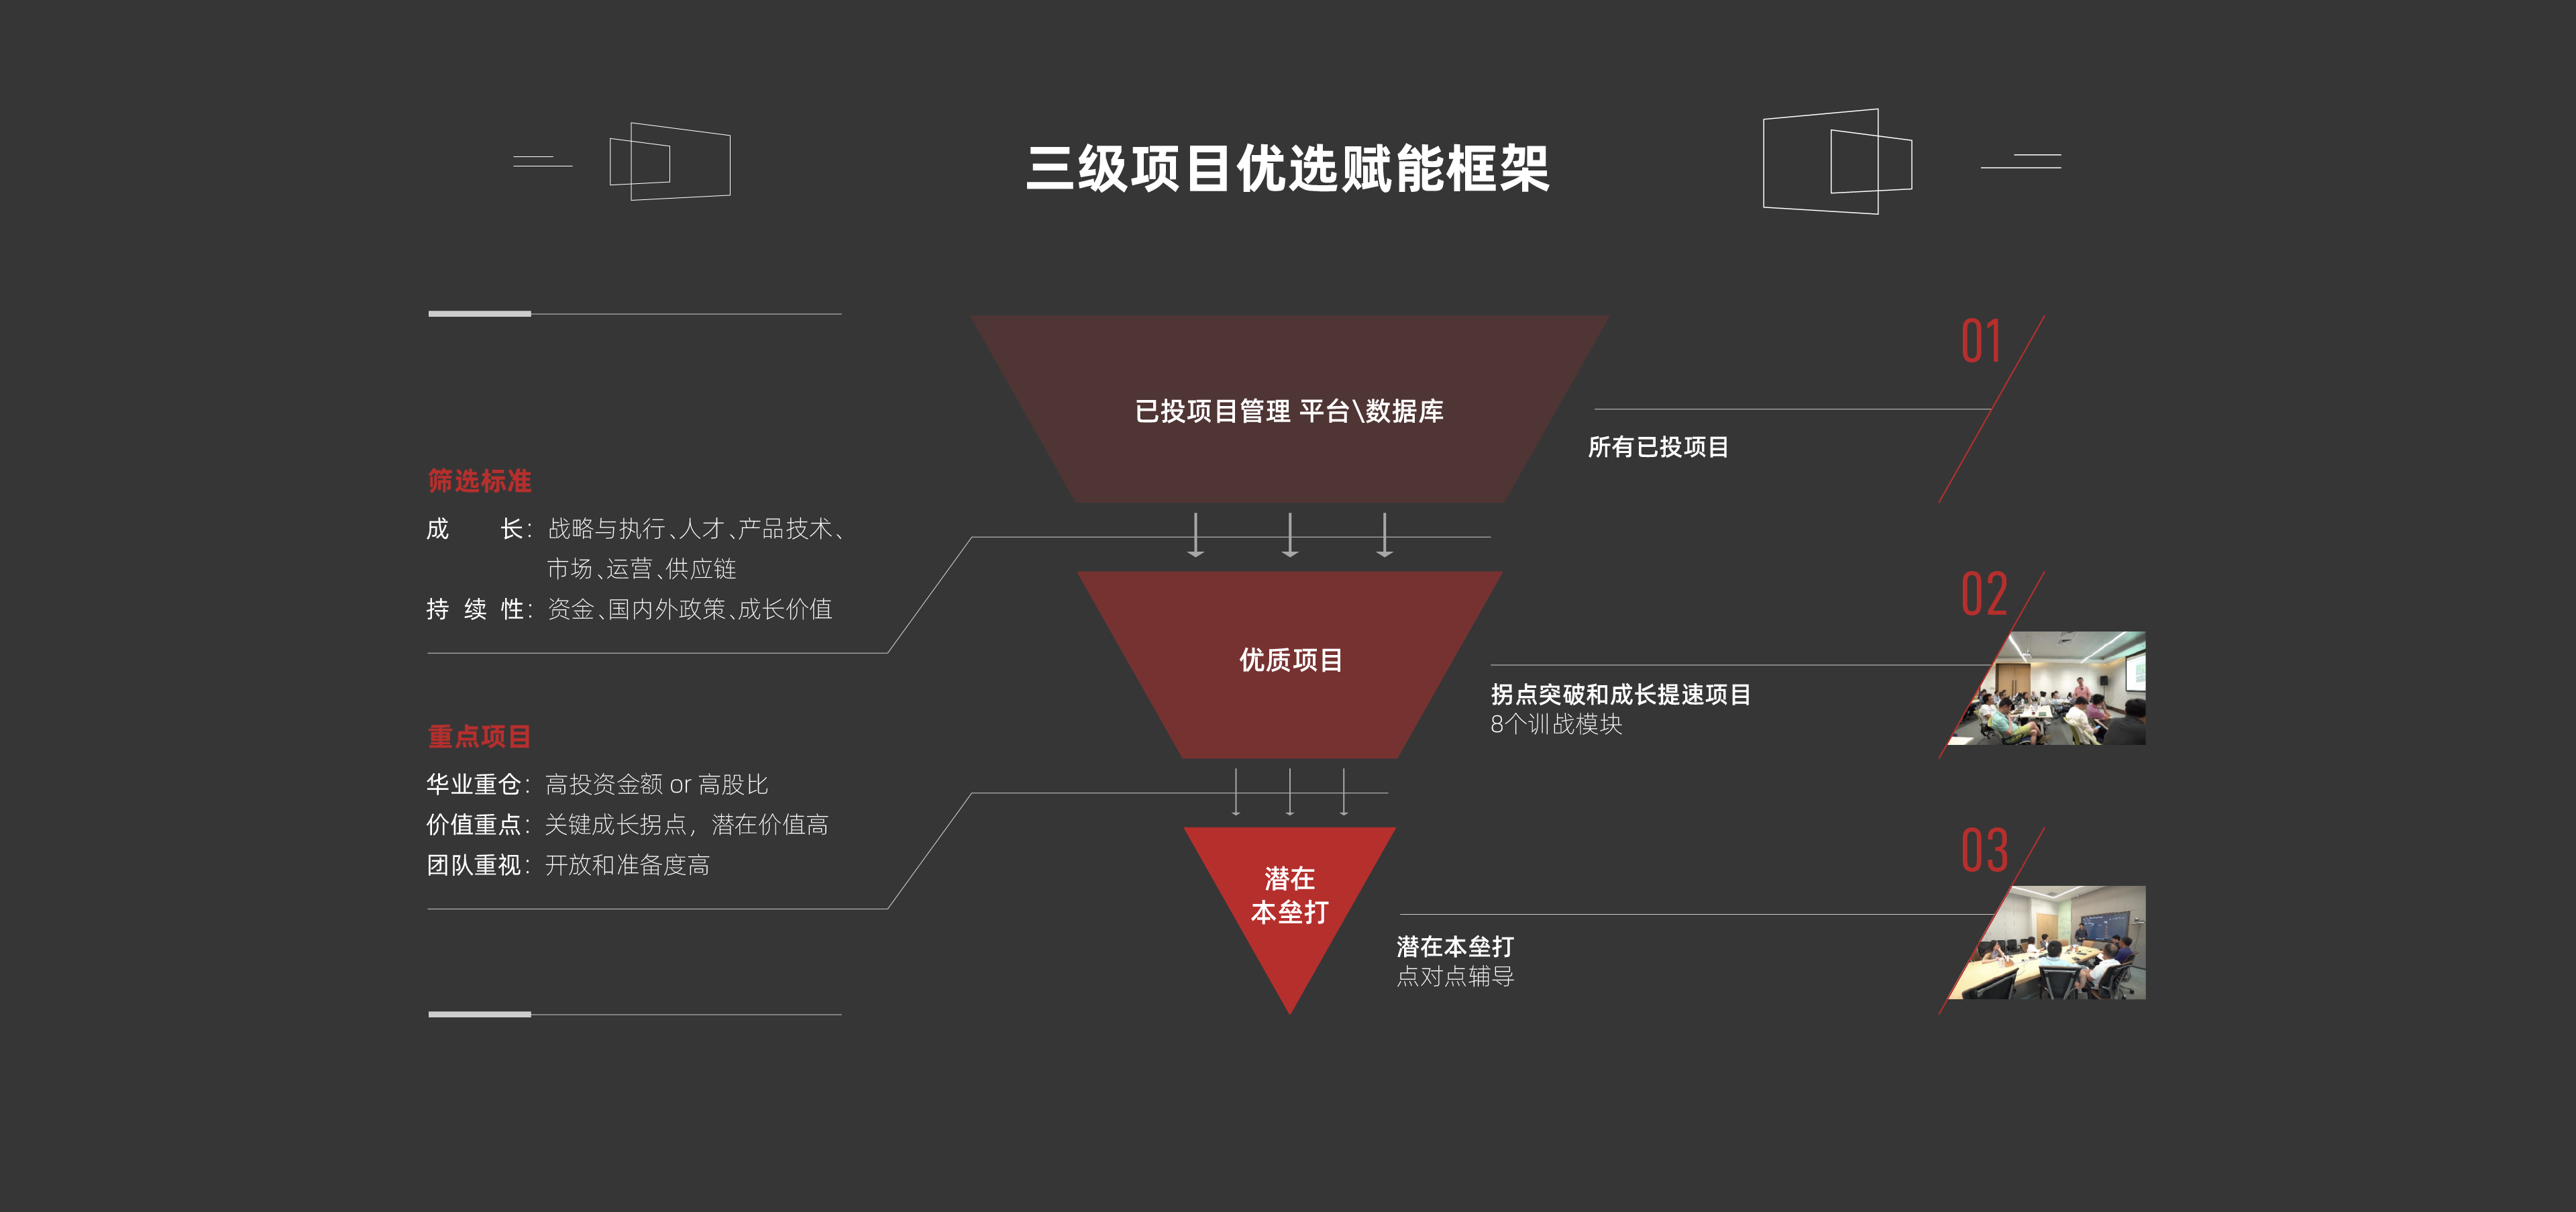 三级项目优选赋能框架
已投项目管理 平台\数据库
01
所有已投项目
筛选标准
成 长：战略与执行、人才、产品技术、
市场、运营、供应链
持 续 性：资金、国内外政策、成长价值
优质项目
02
拐点突破和成长提速项目
8个训战模块
重点项目
华业重仓：高投资金额 or 高股比
价值重点：关键成长拐点，潜在价值高
团队重视：开放和准备度高
潜在
本垒打
03
潜在本垒打
点对点辅导